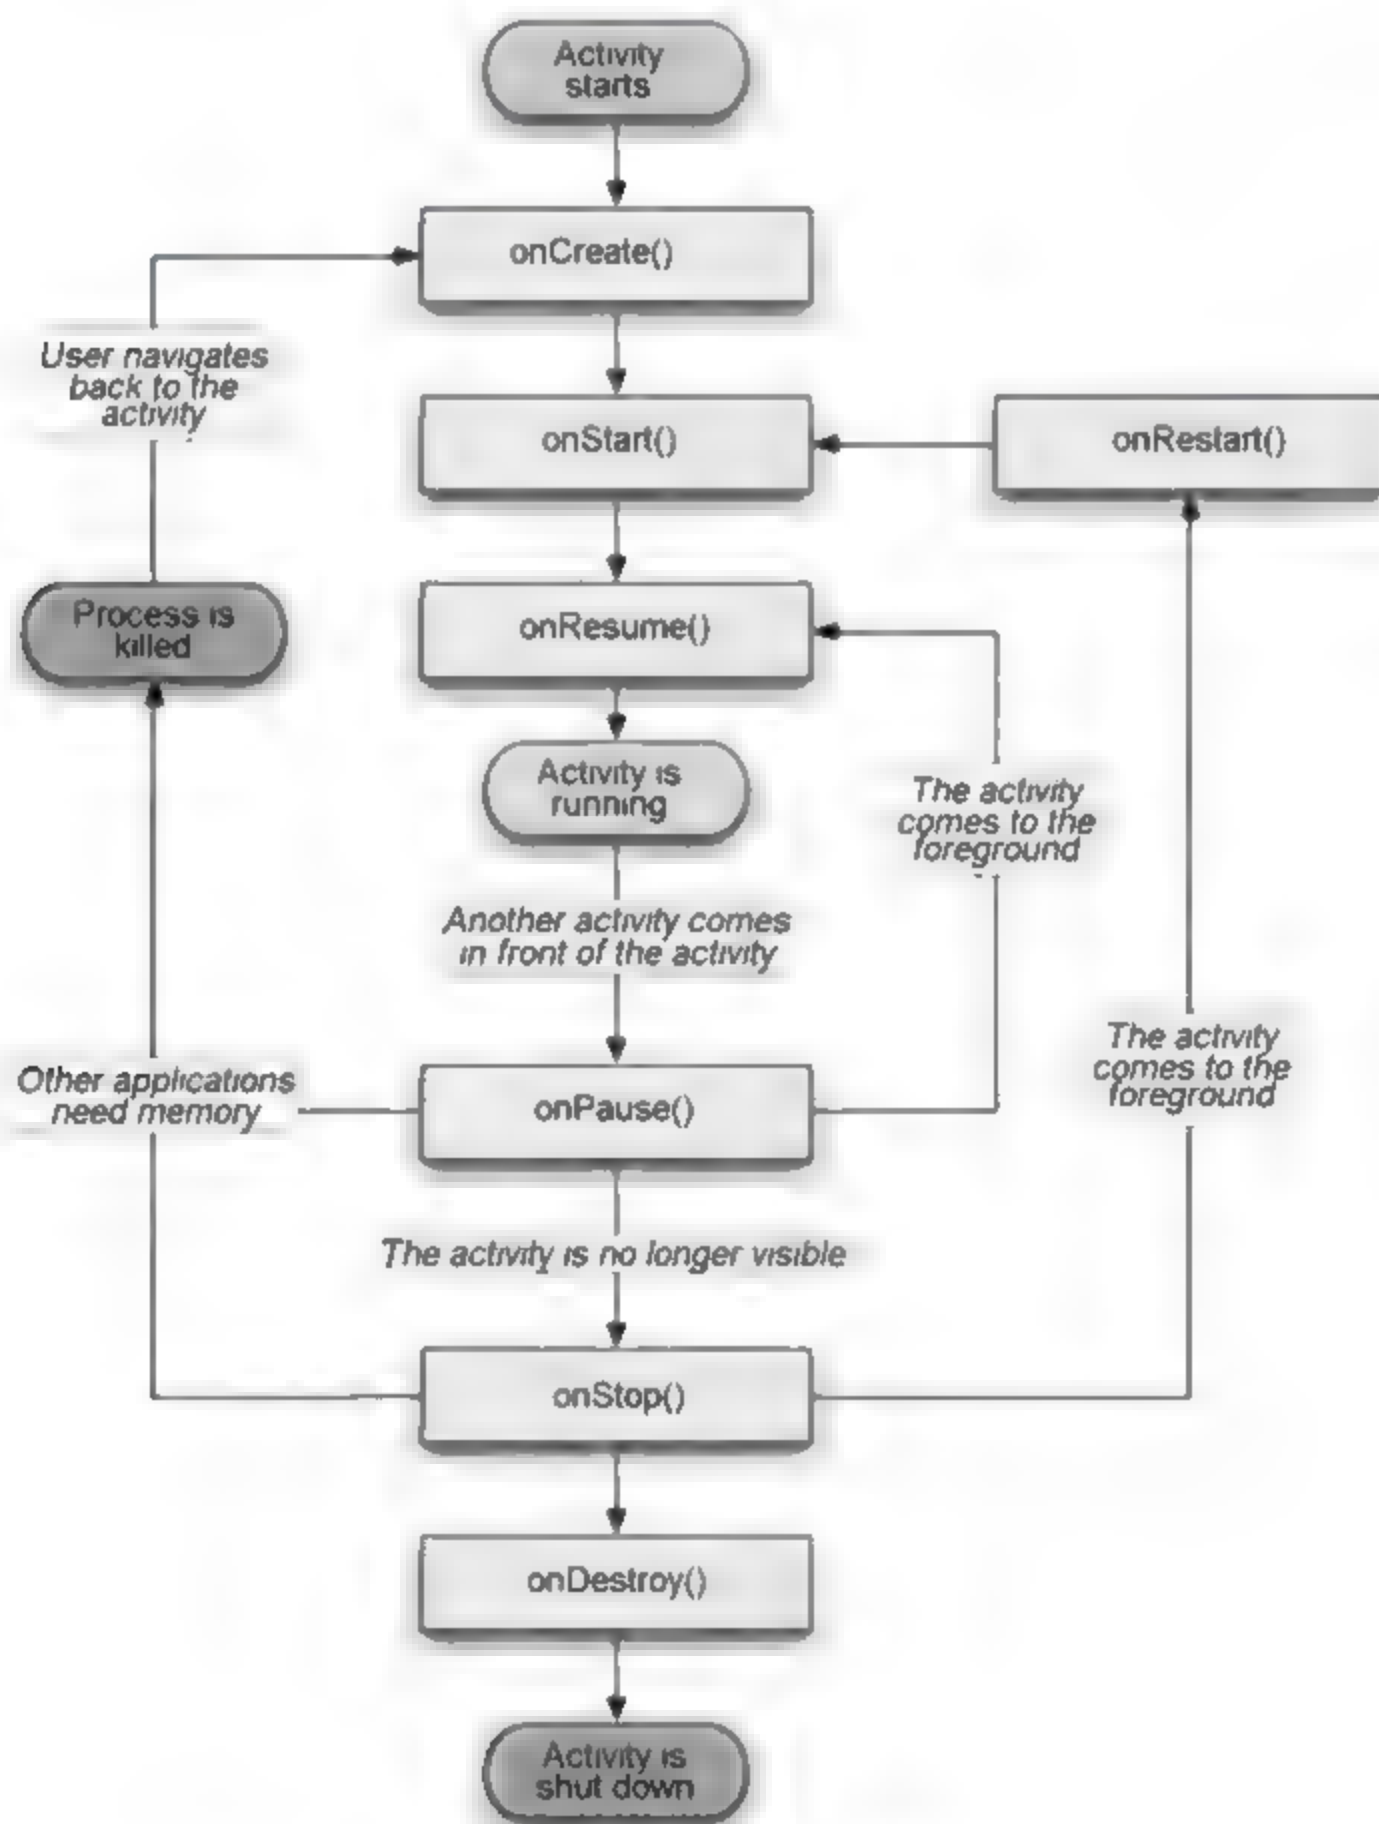 Activity
starts
onCreate()
User navigates
back to the
activity
onStart()
onRestart()
Process is
killed
onResume()
Activity is
running
The activity
comes to the
foreground
Another activity comes
in front of the activity
The activity
comes to the
foreground
Other applications
need memory
onPause()
The activity is no longer visible
onStop()
onDestroy()
Activity is
shut down